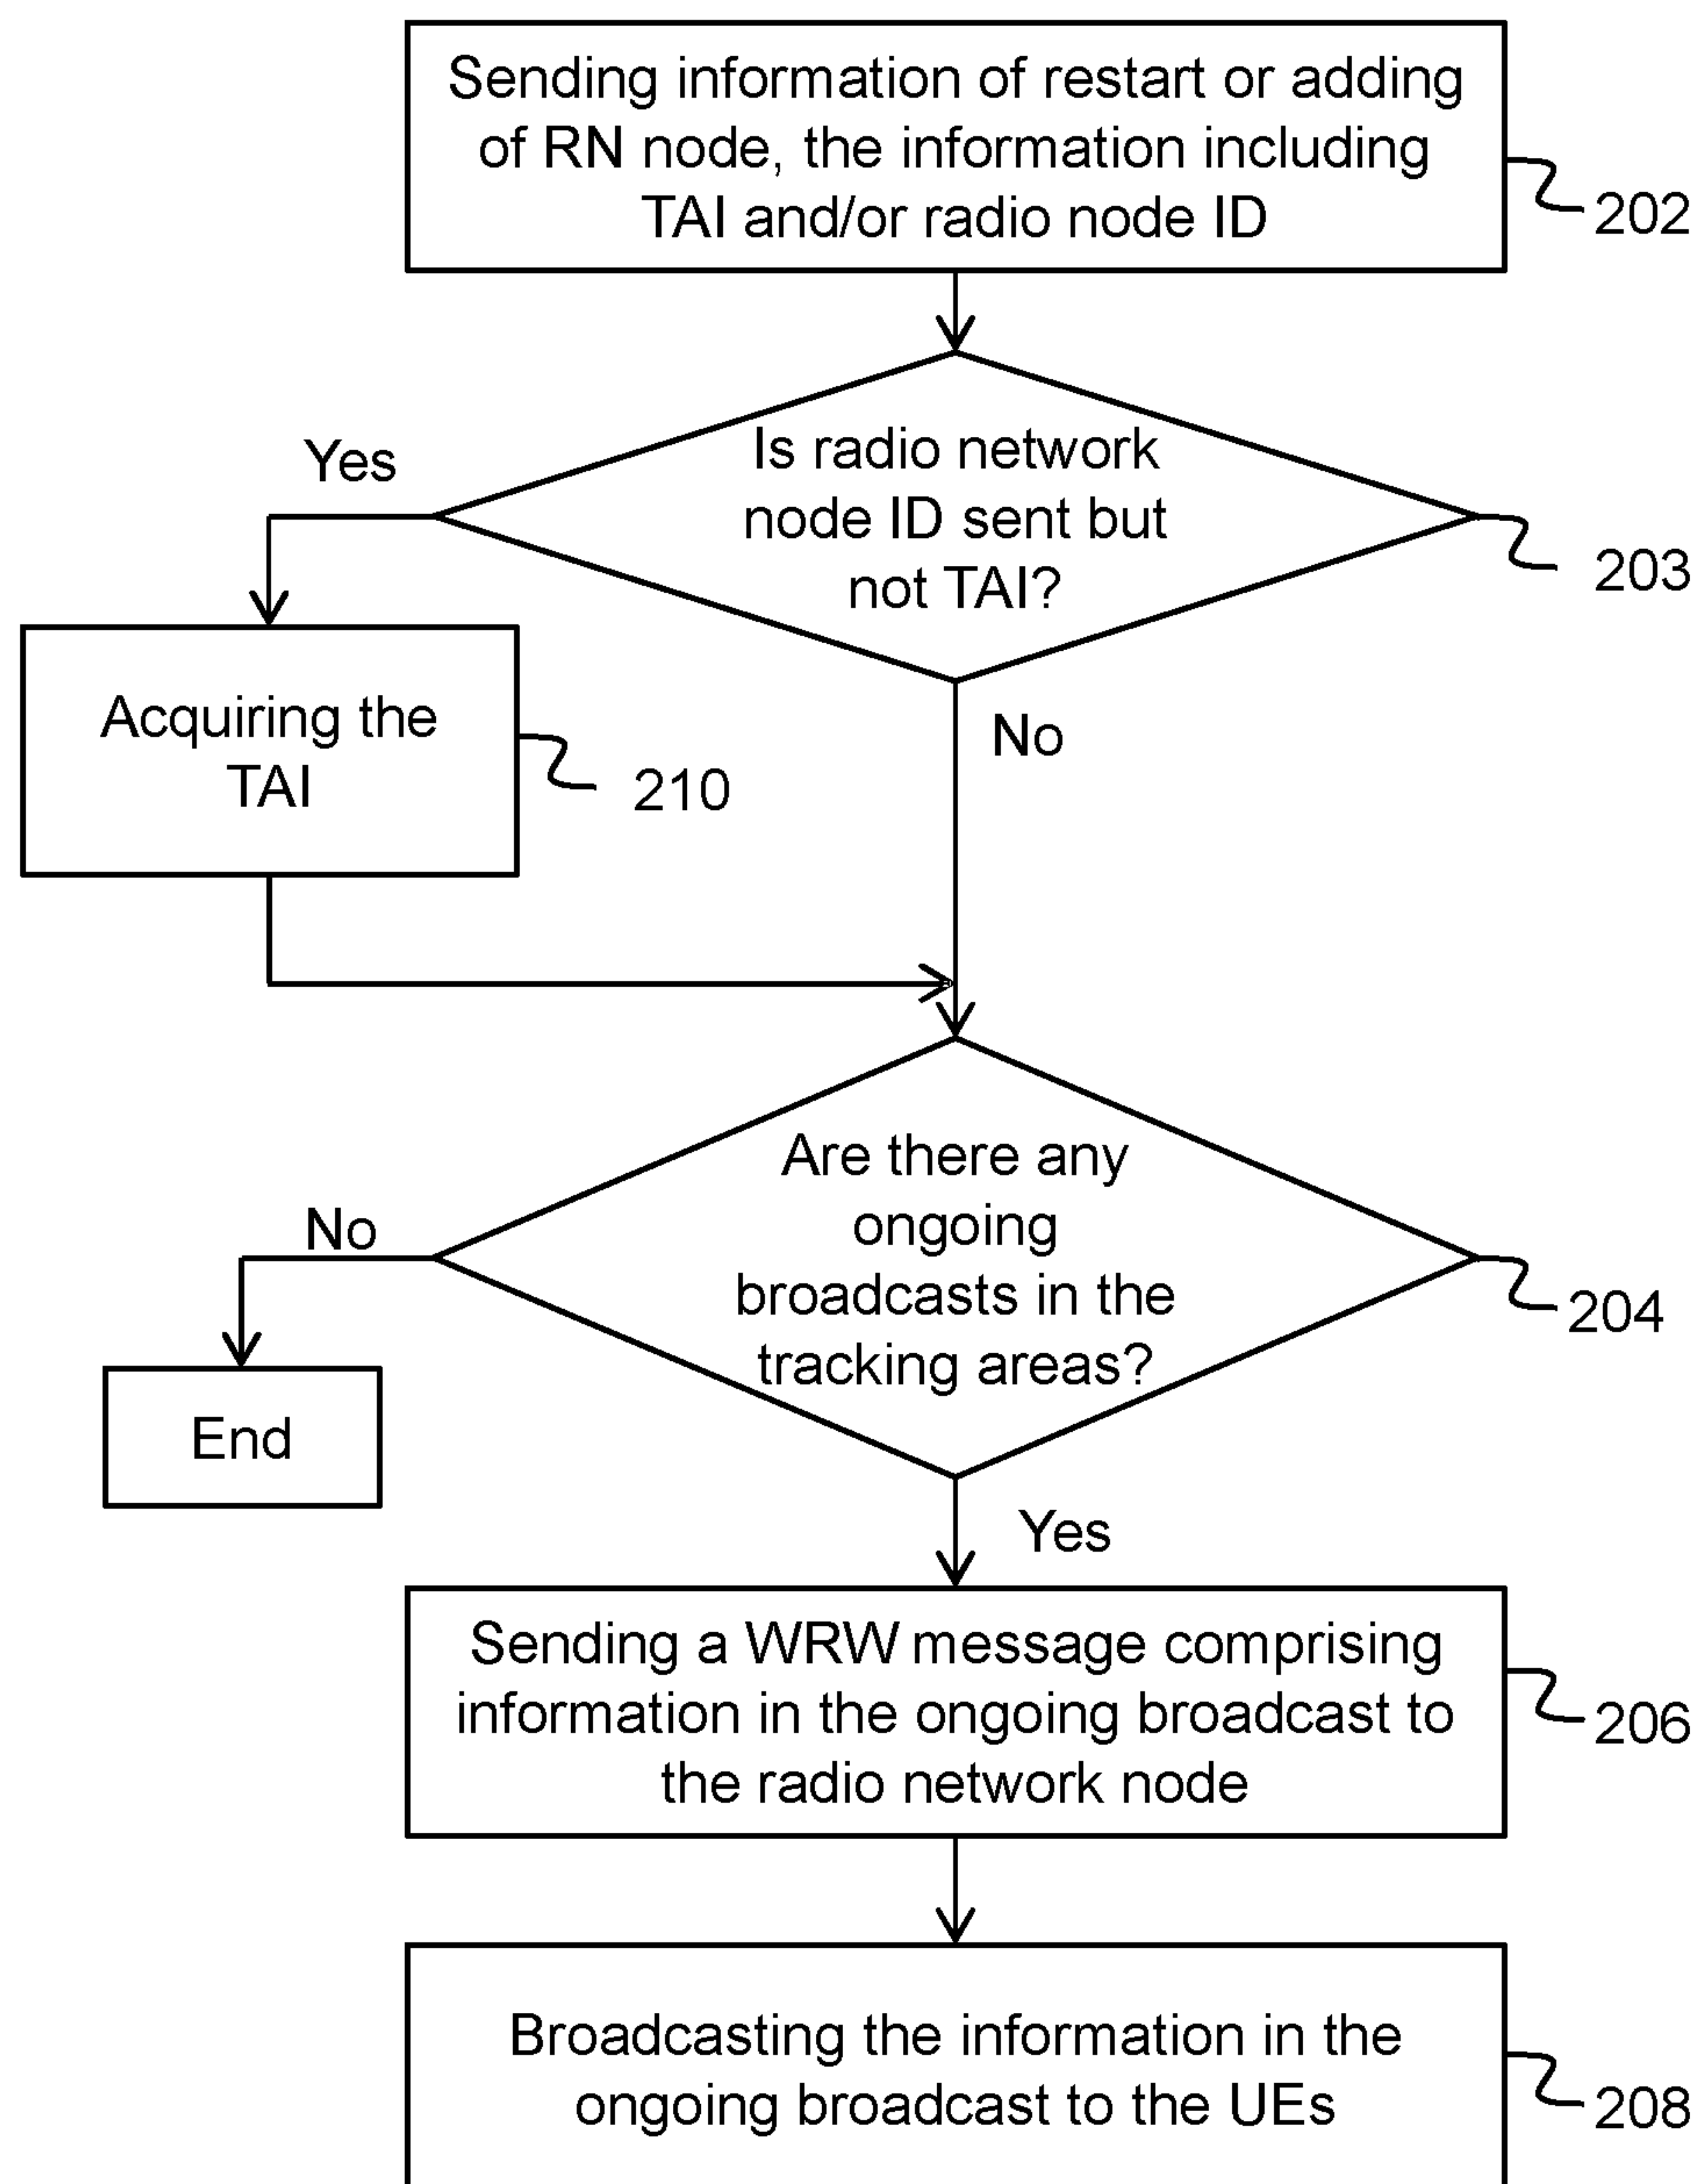 Sending information of restart or adding
of RN node, the information including
TAI and/or radio node ID
202
Is radio network
node ID sent but
not TAI?
Yes
203
Acquiring the
TAI
210
No
Are there any
ongoing
broadcasts in the
tracking areas?
No
204
End
Yes
Sending a WRW message comprising
information in the ongoing broadcast to
the radio network node
206
Broadcasting the information in the
ongoing broadcast to the UEs
208